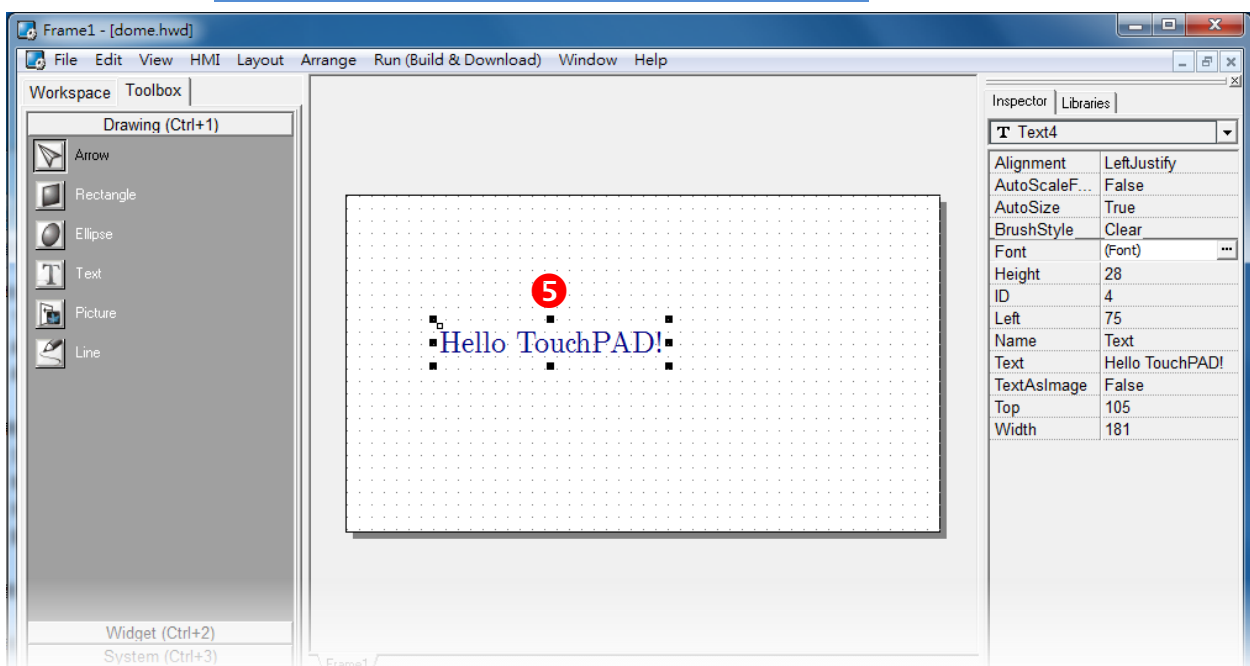 Frame1 - [dome.hwd]
File Edit View HMI Layout Arrange Run (Build & Download) Window Help
Workspace Toolbox
Drawing (Ctrl+1)
Arrow
Rectangle
Ellipse
Text
Picture
Line
Widget (Ctrl+2)
System (Ctrl+3)
5
Hello TouchPAD!
Frame1
Inspector Libraries
T Text4
Alignment LeftJustify
AutoScaleF... False
AutoSize True
BrushStyle Clear
Font (Font) ...
Height 28
ID 4
Left 75
Name Text
Text Hello TouchPAD!
TextAsImage False
Top 105
Width 181